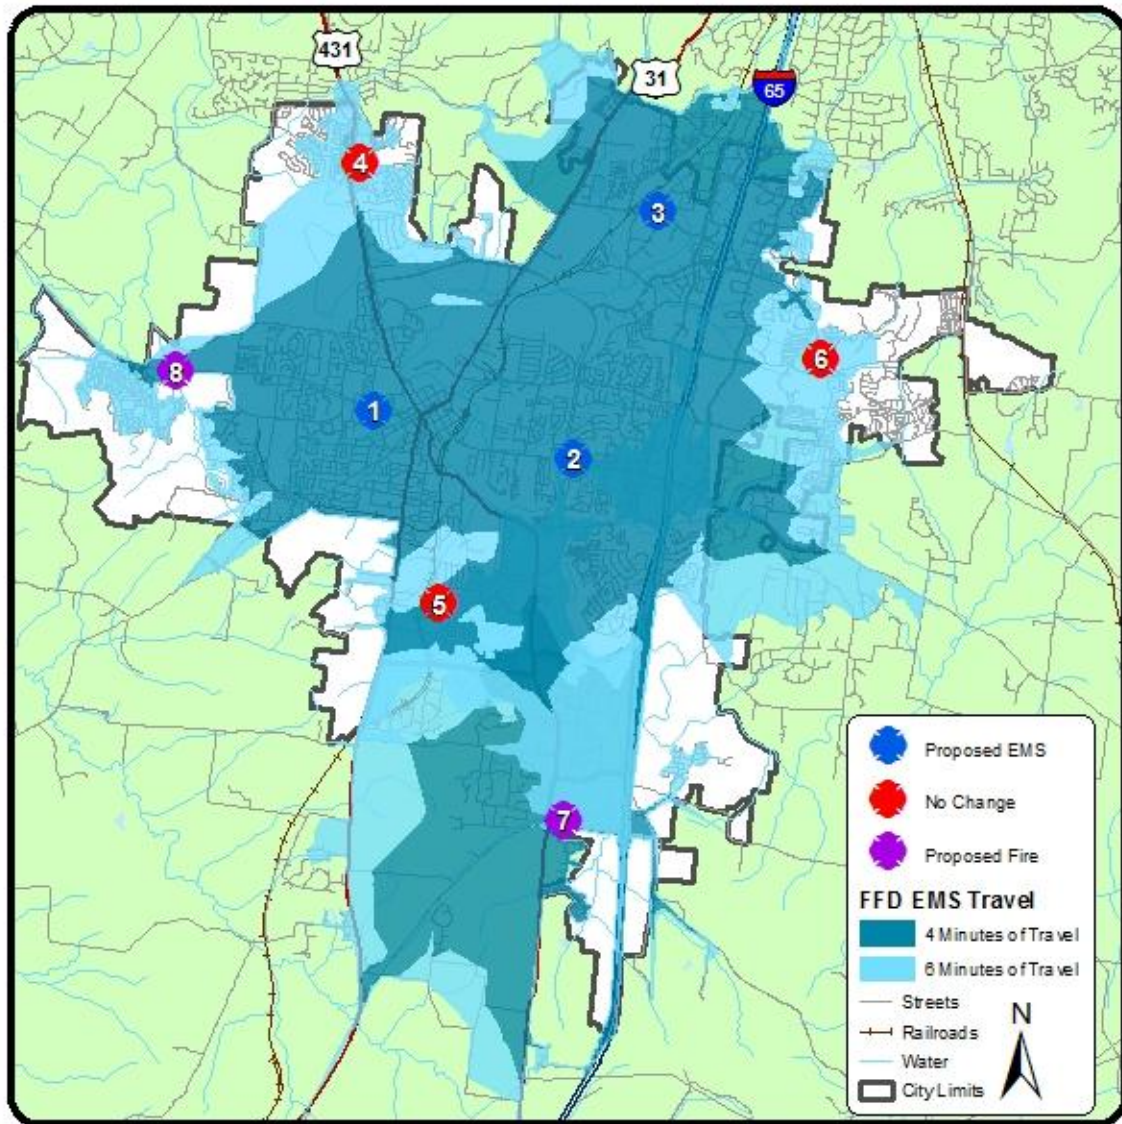 431
31
65
4
3
6
8
1
2
5
7
Proposed EMS
No Change
Proposed Fire
FFD EMS Travel
4 Minutes of Travel
6 Minutes of Travel
Streets
Railroads
Water
City Limits
N